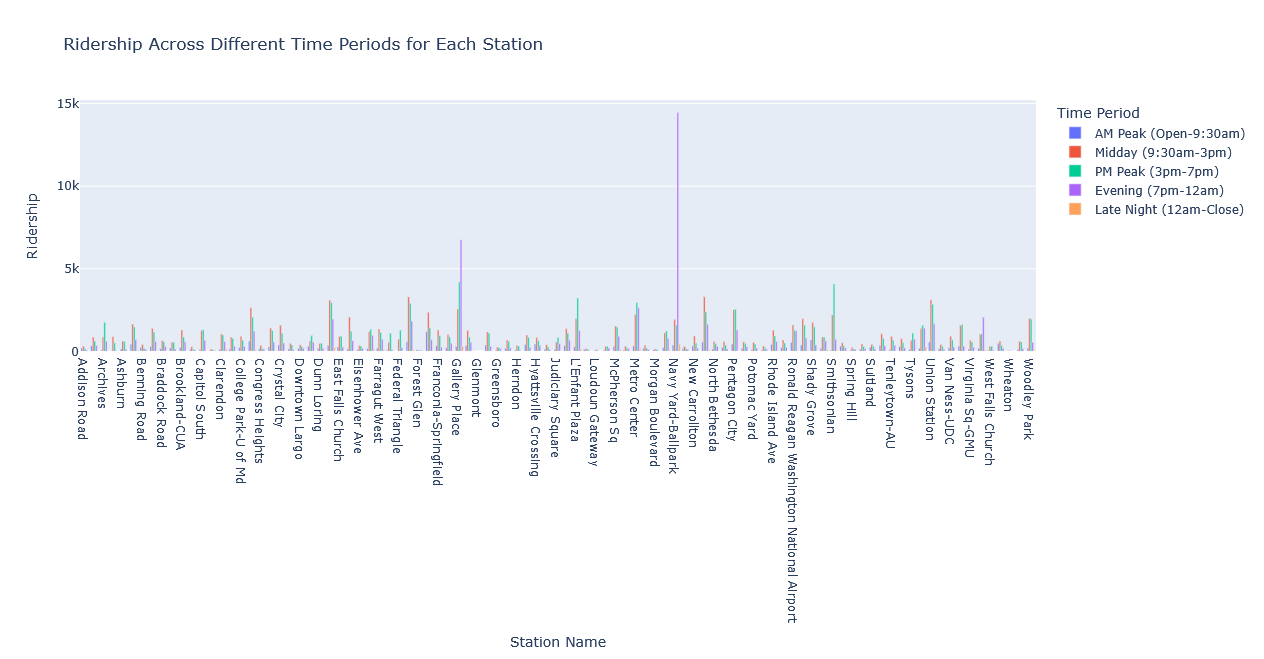 Ridership Across Different Time Periods for Each Station
15k
10k
5k
0
Ridership
Time Period
AM Peak (Open-9:30am)
Midday (9:30am-3pm)
PM Peak (3pm-7pm)
Evening (7pm-12am)
Late Night (12am-Close)
Addison Road
Archives
Ashburn
Benning Road
Braddock Road
Brookland-CUA
Capitol South
Clarendon
College Park-U of Md
Congress Heights
Crystal City
Downtown Largo
Dunn Loring
East Falls Church
Eisenhower Ave
Farragut West
Federal Triangle
Forest Glen
Franconia-Springfield
Gallery Place
Glenmont
Greensboro
Herndon
Hyattsville Crossing
Judiciary Square
L'Enfant Plaza
Loudoun Gateway
McPherson Sq
Metro Center
Morgan Boulevard
Navy Yard-Ballpark
New Carrollton
North Bethesda
Pentagon City
Potomac Yard
Rhode Island Ave
Ronald Reagan Washington National Airport
Shady Grove
Smithsonian
Spring Hill
Suitland
Tenleytown-AU
Tysons
Union Station
Van Ness-UDC
Virginia Sq-GMU
West Falls Church
Wheaton
Woodley Park
Station Name